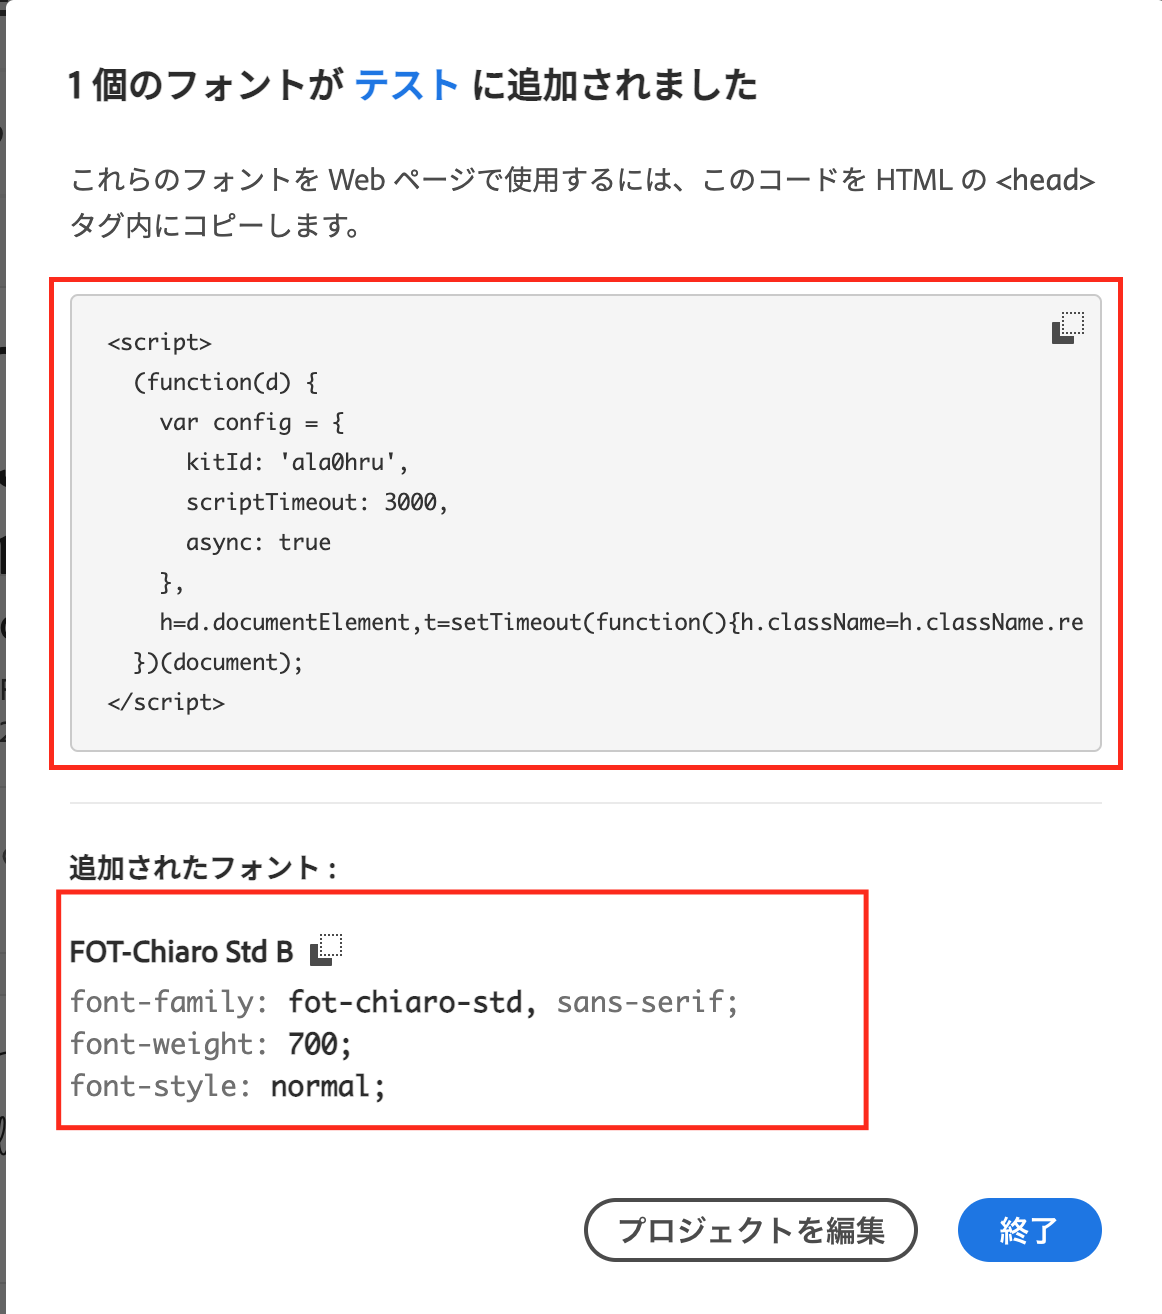 1 個のフォントが テスト に追加されました
これらのフォントを Web ページで使用するには、このコードを HTML の <head>
タグ内にコピーします。
<script>
  (function(d) {
    var config = {
      kitId: 'ala0hru',
      scriptTimeout: 3000,
      async: true
    },
    h=d.documentElement,t=setTimeout(function(){h.className=h.className.re
  })(document);
</script>
追加されたフォント :
FOT-Chiaro Std B
font-family: fot-chiaro-std, sans-serif;
font-weight: 700;
font-style: normal;
プロジェクトを編集
終了